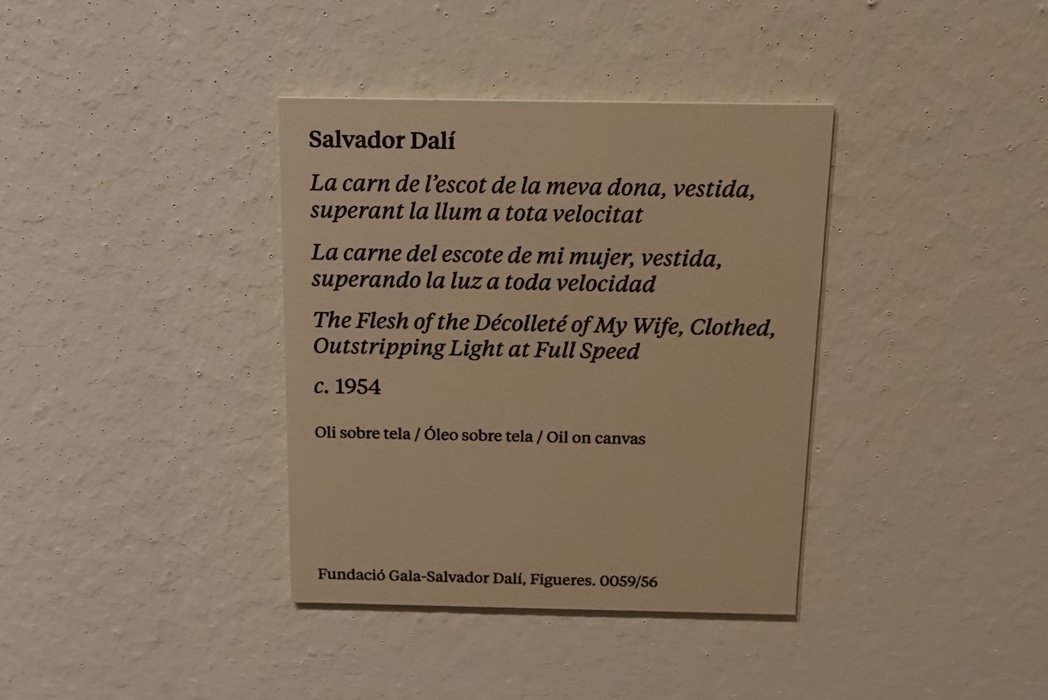 Salvador Dalí
La carn de l’escot de la meva dona, vestida,
superant la llum a tota velocitat
La carne del escote de mi mujer, vestida,
superando la luz a toda velocidad
The Flesh of the Décolleté of My Wife, Clothed,
Outstripping Light at Full Speed
c. 1954
Oli sobre tela / Óleo sobre tela / Oil on canvas
Fundació Gala-Salvador Dalí, Figueres. 0059/56